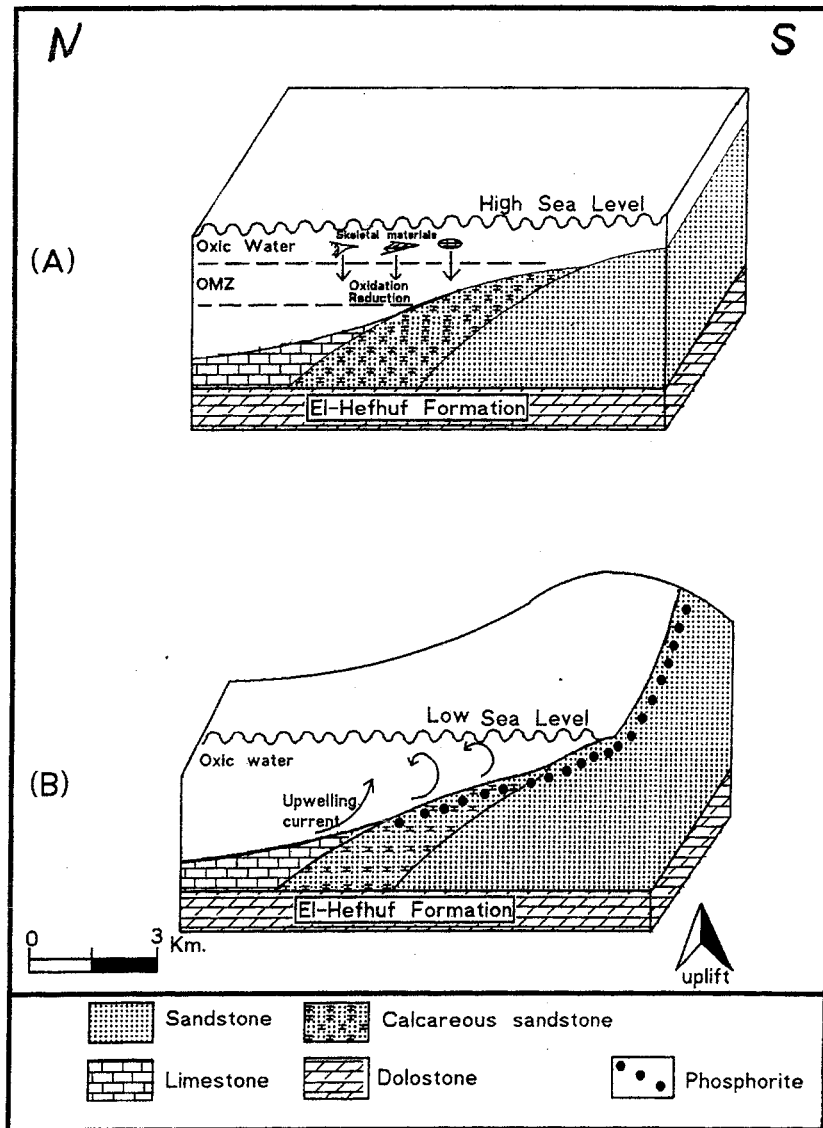 N S
High Sea Level
Skeletal materials
Oxic Water
(A)
OMZ
Oxidation
Reduction
El-Hefhuf Formation
Low Sea Level
Oxic water
(B)
Upwelling
current
El-Hefhuf Formation
0 3
Km.
uplift
Sandstone Calcareous sandstone
Limestone Dolostone Phosphorite